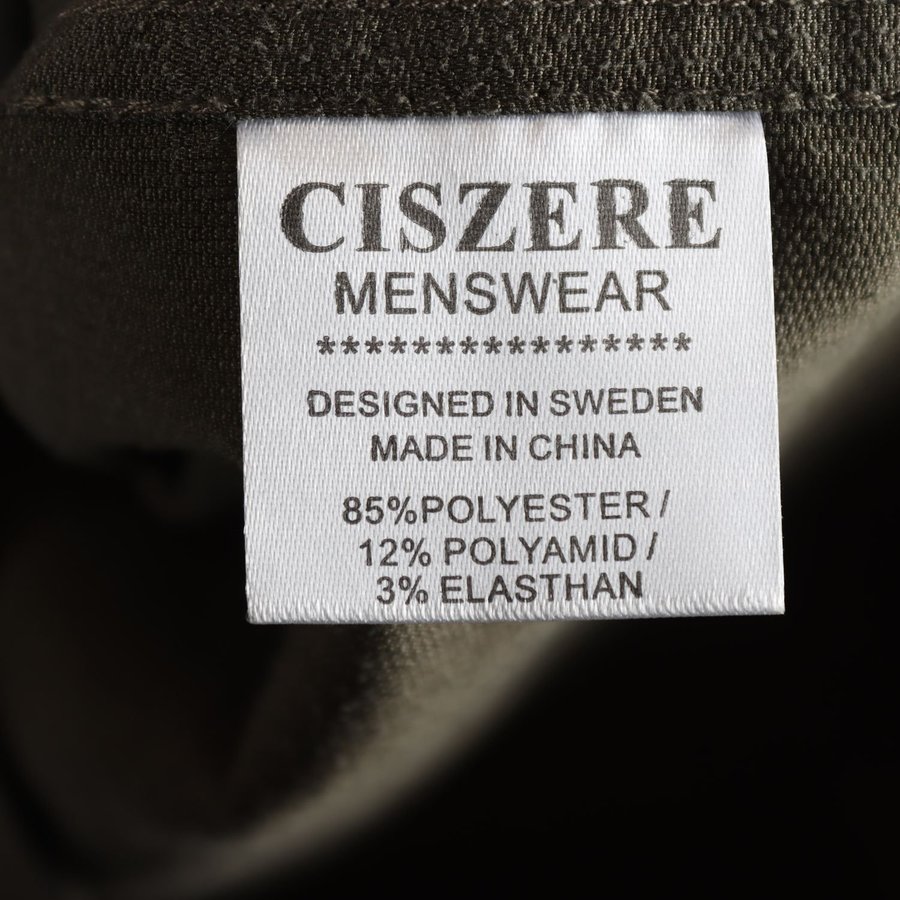 CISZERE
MENSWEAR
****************
DESIGNED IN SWEDEN
MADE IN CHINA
85%POLYESTER /
12% POLYAMID /
3% ELASTHAN